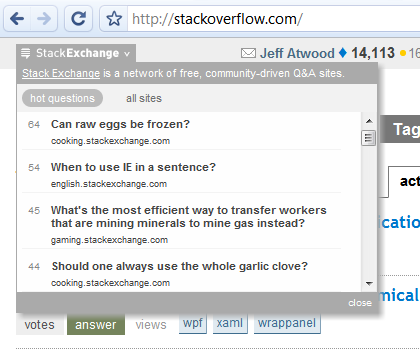 http://stackoverflow.com/
StackExchange
Jeff Atwood 14,113 16
Stack Exchange is a network of free, community-driven Q&A sites.
hot questions all sites
Tag
64 Can raw eggs be frozen?
cooking.stackexchange.com
act
54 When to use IE in a sentence?
english.stackexchange.com
45 What's the most efficient way to transfer workers
that are mining minerals to mine gas instead?
gaming.stackexchange.com
icatio
44 Should one always use the whole garlic clove?
cooking.stackexchange.com
close
mical
votes answer views wpf xaml wrappanel